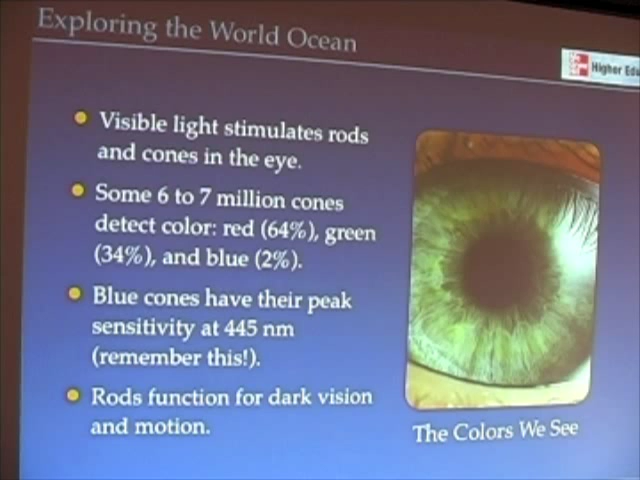 Exploring the World Ocean
Higher Edu
Visible light stimulates rods
and cones in the eye.
Some 6 to 7 million cones
detect color: red (64%), green
(34%), and blue (2%).
Blue cones have their peak
sensitivity at 445 nm
(remember this!).
Rods function for dark vision
and motion.
The Colors We See